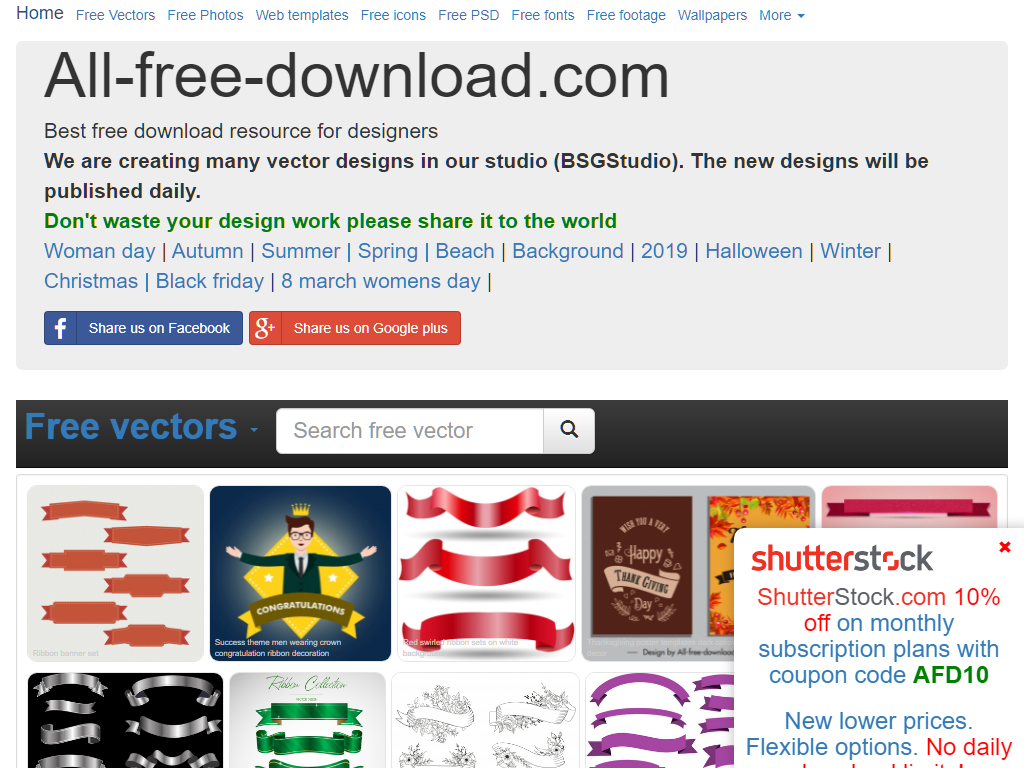 Home Free Vectors Free Photos Web templates Free icons Free PSD Free fonts Free footage Wallpapers More
All-free-download.com
Best free download resource for designers
We are creating many vector designs in our studio (BSGStudio). The new designs will be
published daily.
Don't waste your design work please share it to the world
Woman day | Autumn | Summer | Spring | Beach | Background | 2019 | Halloween | Winter |
Christmas | Black friday | 8 march womens day |
f Share us on Facebook g+ Share us on Google plus
Free vectors Search free vector
CONGRATULATIONS
WISH YOU A VERY
Happy
THANK GIVING
Day
Ribbon banner set
Success theme men wearing crown
congratulation ribbon decoration
Red swirled ribbon sets on white
background
Design by All-free-download
Ribbon Collection
shutterstock
ShutterStock.com 10%
off on monthly
subscription plans with
coupon code AFD10
New lower prices.
Flexible options. No daily